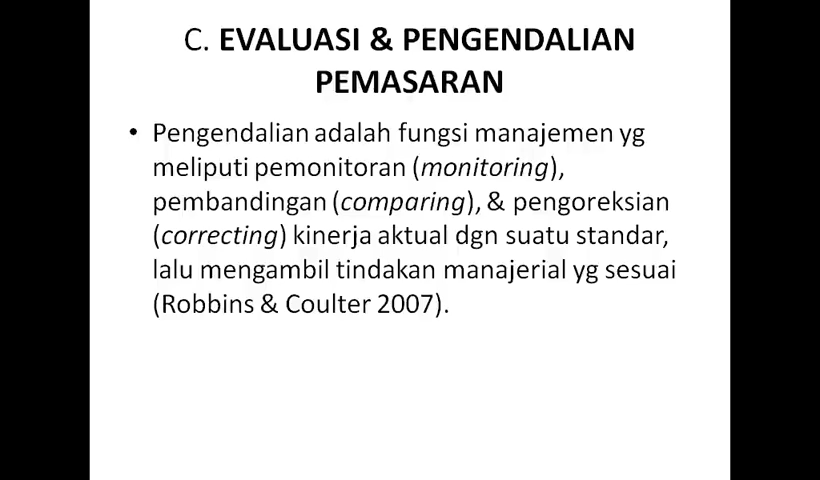 C. EVALUASI & PENGENDALIAN
PEMASARAN
• Pengendalian adalah fungsi manajemen yg
meliputi pemonitoran (monitoring),
pembandingan (comparing), & pengoreksian
(correcting) kinerja aktual dgn suatu standar,
lalu mengambil tindakan manajerial yg sesuai
(Robbins & Coulter 2007).